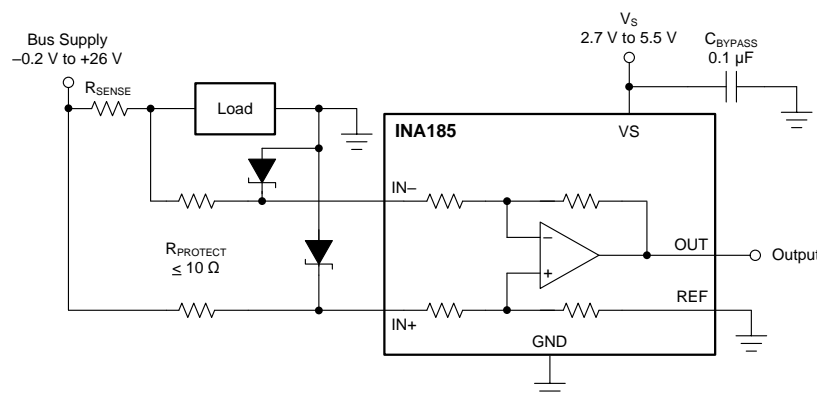 Bus Supply
–0.2 V to +26 V
RSENSE
Load
VS
2.7 V to 5.5 V
CBYPASS
0.1 µF
INA185
VS
IN–
RPROTECT
≤ 10 Ω
–
+
OUT
Output
REF
IN+
GND